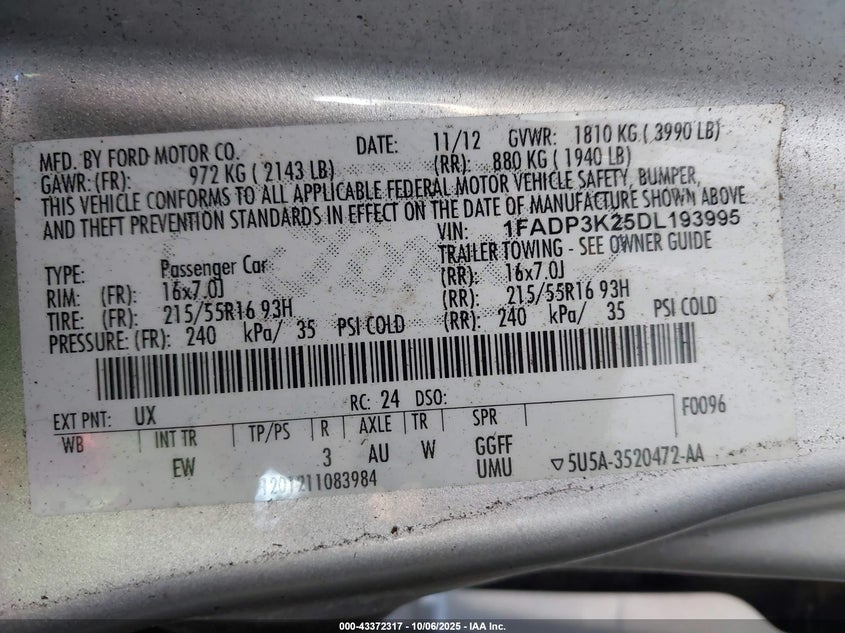 MFD. BY FORD MOTOR CO. DATE: 11/12 GVWR: 1810 KG ( 3990 LB)
GAWR: (FR): 972 KG ( 2143 LB) (RR): 880 KG ( 1940 LB)
THIS VEHICLE CONFORMS TO ALL APPLICABLE FEDERAL MOTOR VEHICLE SAFETY, BUMPER,
AND THEFT PREVENTION STANDARDS IN EFFECT ON THE DATE OF MANUFACTURE SHOWN ABOVE
VIN: 1FADP3K25DL193995
TRAILER TOWING - SEE OWNER GUIDE
TYPE: Passenger Car
RIM: (FR): 16x7.0J (RR): 16x7.0J
TIRE: (FR): 215/55R16 93H (RR): 215/55R16 93H
PRESSURE: (FR): 240 kPa/ 35 PSI COLD (RR): 240 kPa/ 35 PSI COLD
EXT PNT: UX RC: 24 DSO: F0096
WB INT TR TP/PS R AXLE TR SPR
EW 3 AU W GGFF
UMU ▽5U5A-3520472-AA
1201211083984
000-43372317 | 10/06/2025 - IAA Inc.